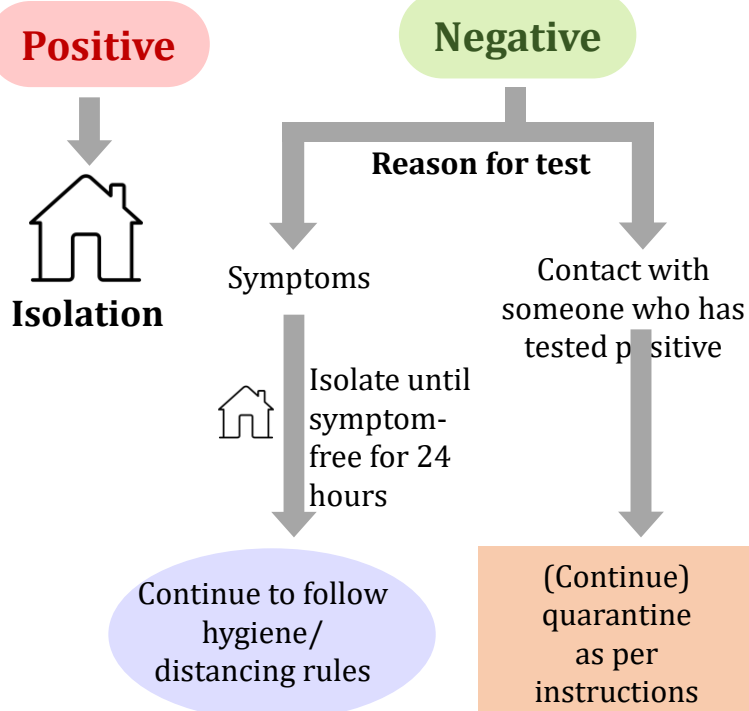 Positive
Negative
Reason for test
Isolation
Symptoms
Contact with
someone who has
tested positive
Isolate until
symptom-
free for 24
hours
Continue to follow
hygiene/
distancing rules
(Continue)
quarantine
as per
instructions